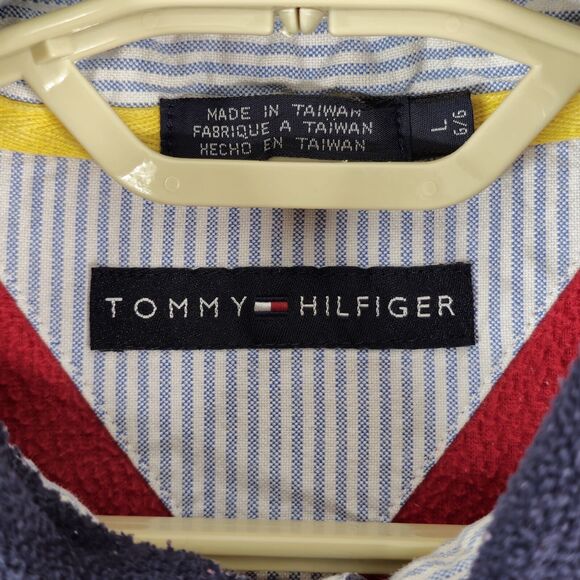 MADE IN TAIWAN
FABRIQUE A TAIWAN
HECHO EN TAIWAN
L
G/G
TOMMY HILFIGER